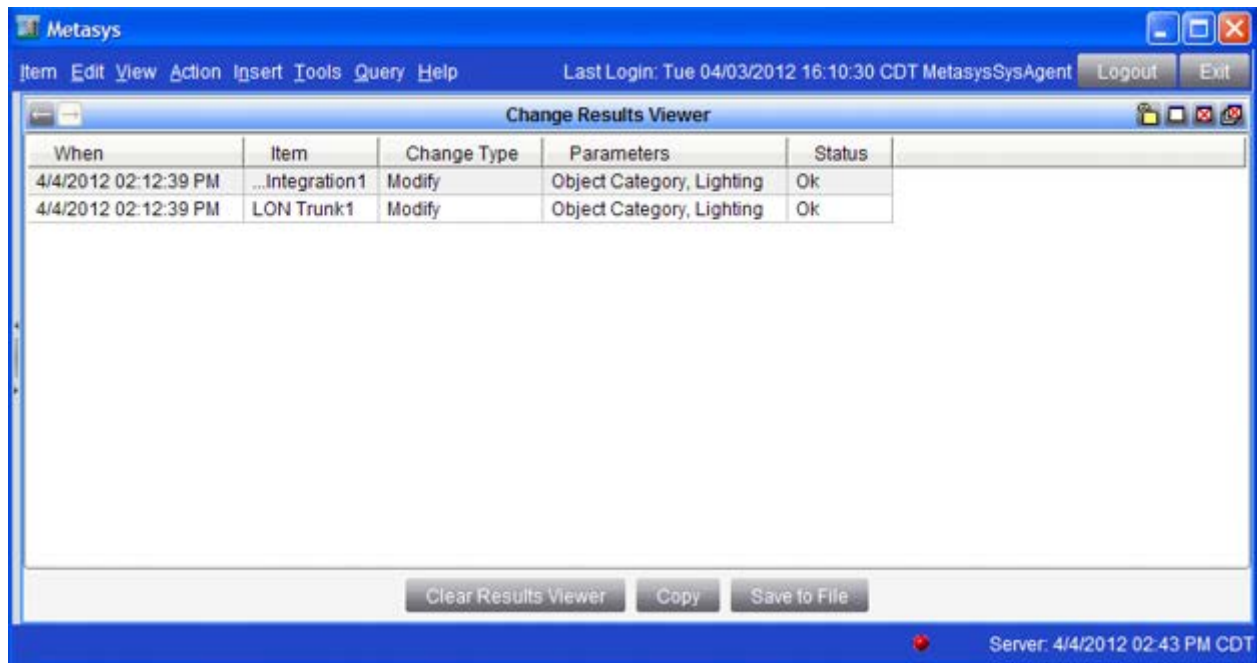 Metasys
Item Edit View Action Insert Tools Query Help Last Login: Tue 04/03/2012 16:10:30 CDT MetasysSysAgent Logout Exit
Change Results Viewer
When Item Change Type Parameters Status
4/4/2012 02:12:39 PM ...Integration1 Modify Object Category, Lighting Ok
4/4/2012 02:12:39 PM LON Trunk1 Modify Object Category, Lighting Ok
Clear Results Viewer Copy Save to File
Server: 4/4/2012 02:43 PM CDT